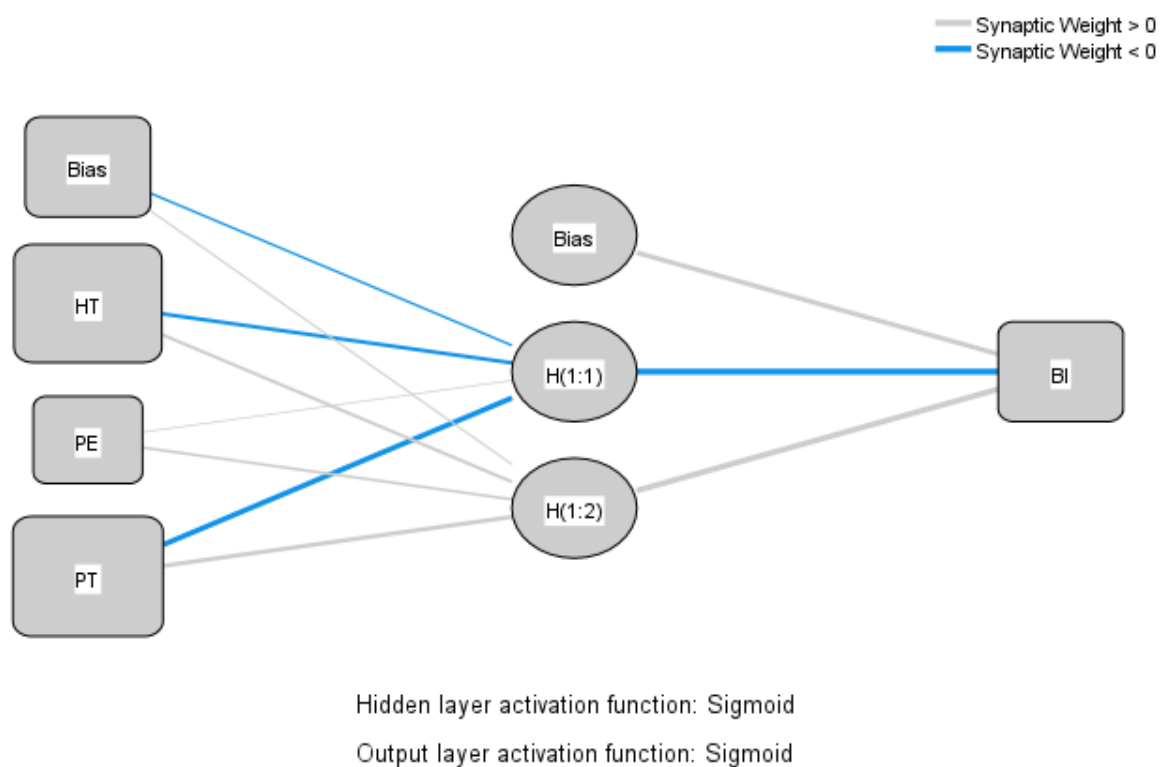 Synaptic Weight > 0
Synaptic Weight < 0
Bias
HT
PE
PT
Bias
H(1:1)
H(1:2)
BI
Hidden layer activation function: Sigmoid
Output layer activation function: Sigmoid